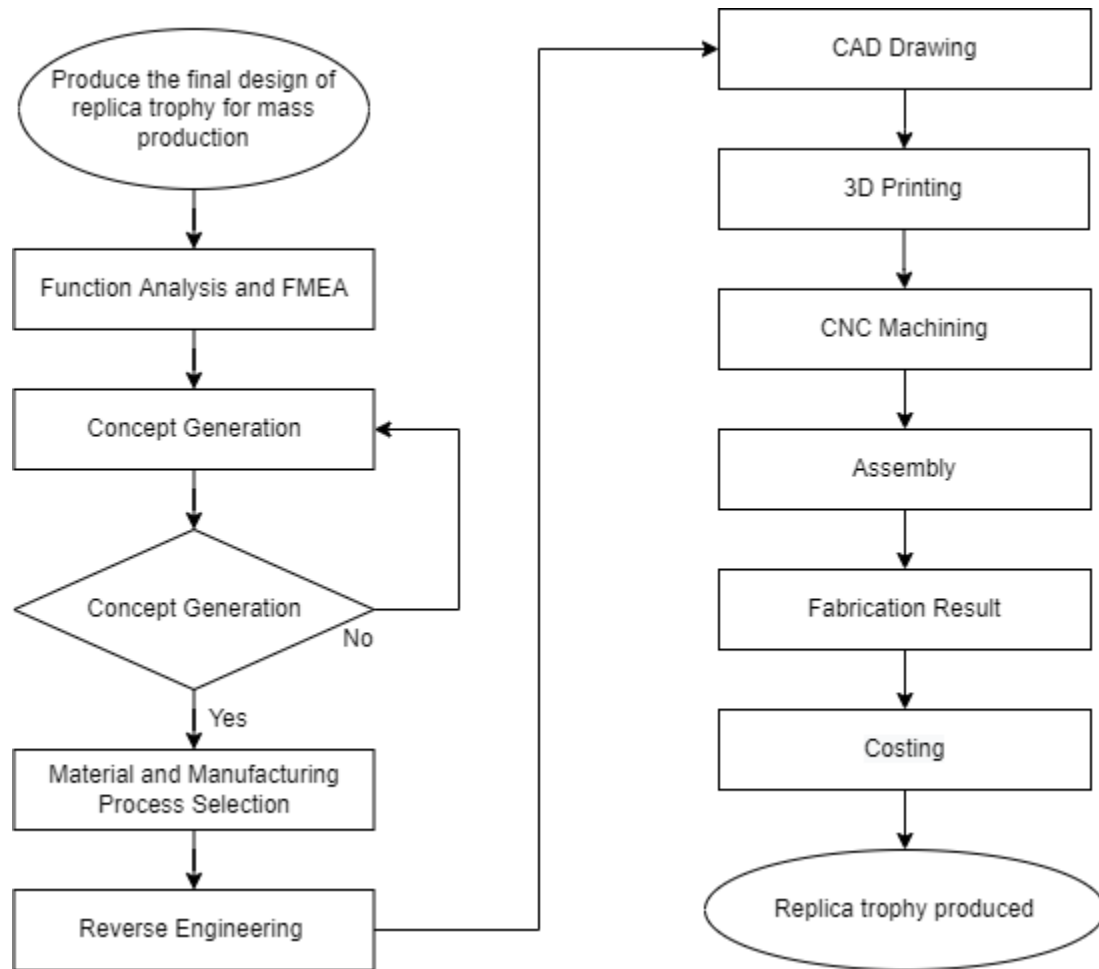 Produce the final design of
replica trophy for mass
production
Function Analysis and FMEA
Concept Generation
Concept Generation
No
Yes
Material and Manufacturing
Process Selection
Reverse Engineering
CAD Drawing
3D Printing
CNC Machining
Assembly
Fabrication Result
Costing
Replica trophy produced